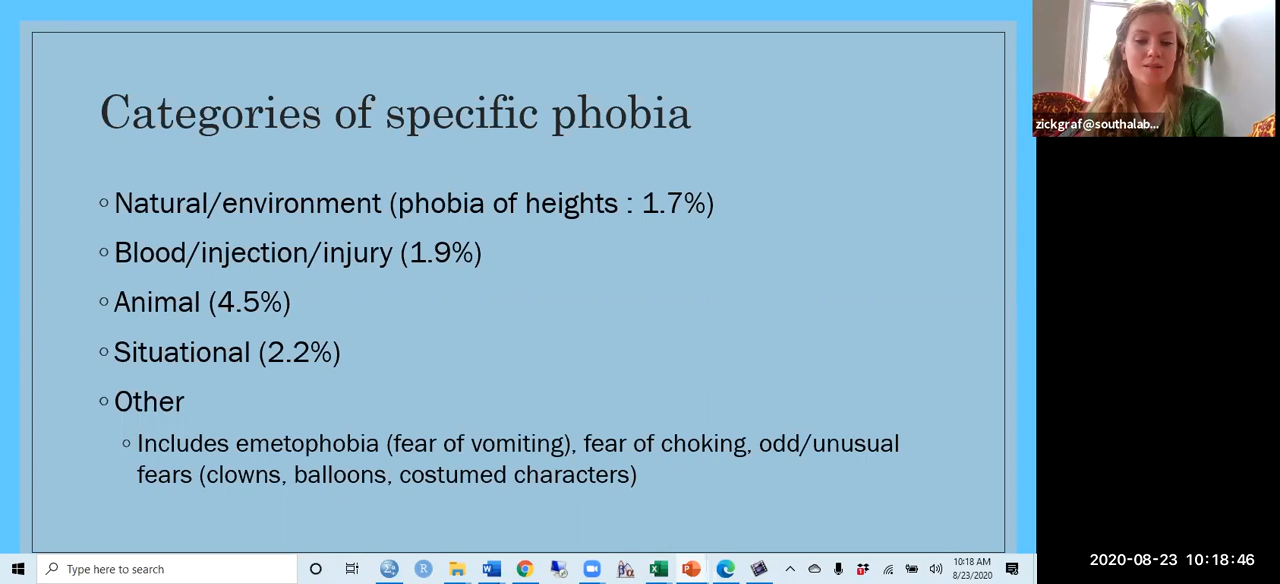 Categories of specific phobia
Natural/environment (phobia of heights : 1.7%)
Blood/injection/injury (1.9%)
Animal (4.5%)
Situational (2.2%)
Other
Includes emetophobia (fear of vomiting), fear of choking, odd/unusual
fears (clowns, balloons, costumed characters)
zickgraf@southalab...
Type here to search
10:18 AM
8/23/2020
2020-08-23 10:18:46